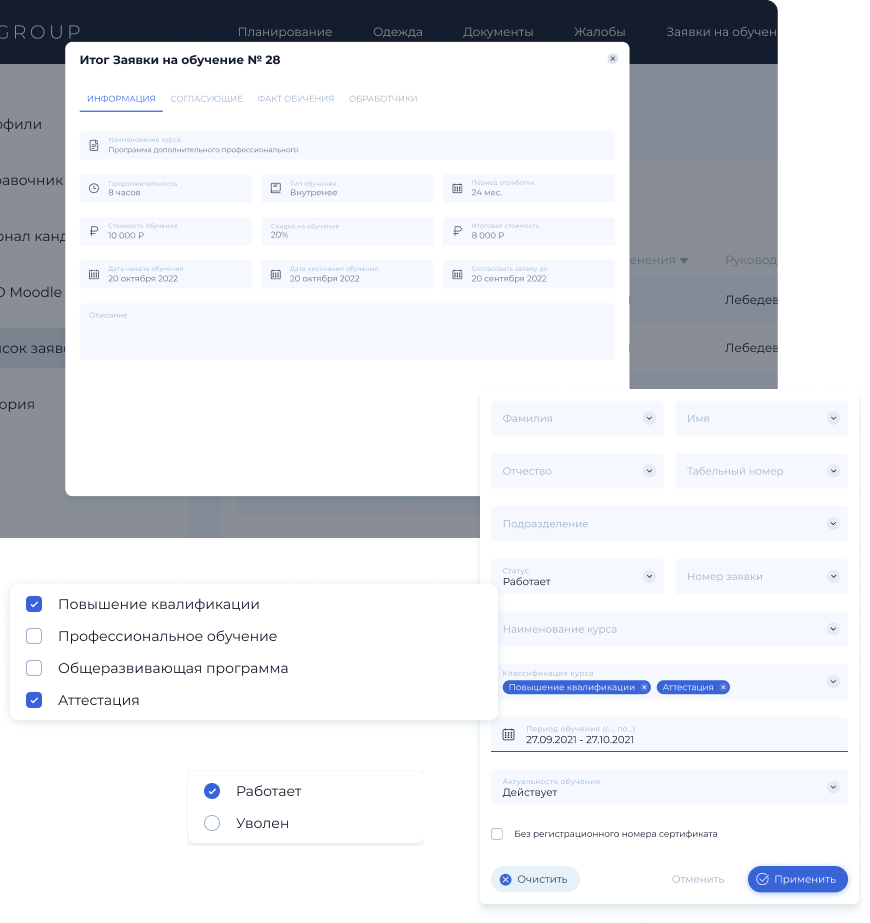 GROUP
Планирование Одежда Документы Жалобы Заявки на обучен
офили
равочник
онал канд
O Moodle
исок заяв
ория
енения Руковод
Лебедев
Лебедев
Итог Заявки на обучение № 28
ИНФОРМАЦИЯ СОГЛАСУЮЩИЕ ФАКТ ОБУЧЕНИЯ ОБРАБОТЧИКИ
Наименование курса
Программа дополнительного профессионального
Продолжительность
8 часов
Тип обучения
Внутренее
Период отработки
24 мес.
Стоимость обучения
10 000 ₽
Скидка на обучение
20%
Итоговая стоимость
8 000 ₽
Дата начала обучения
20 октября 2022
Дата окончания обучения
20 октября 2022
Согласовать заявку до
20 сентября 2022
Описание
Фамилия Имя
Отчество Табельный номер
Подразделение
Статус
Работает
Номер заявки
Наименование курса
Классификация курса
Повышение квалификации Аттестация
Период обучения (с... по...)
27.09.2021 - 27.10.2021
Актуальность обучения
Действует
Без регистрационного номера сертификата
Очистить Отменить Применить
Повышение квалификации
Профессиональное обучение
Общеразвивающая программа
Аттестация
Работает
Уволен